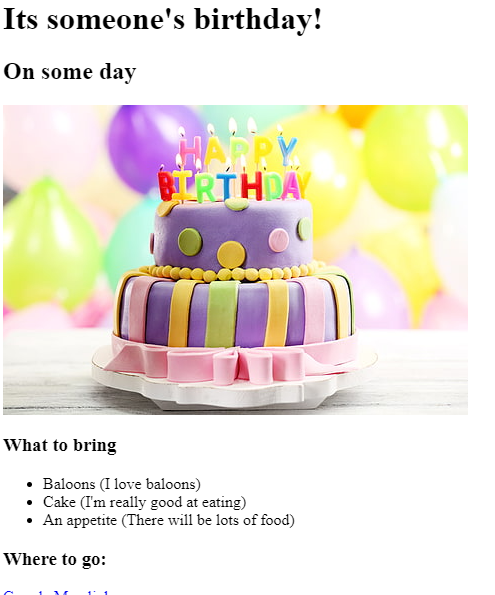 Its someone's birthday!
On some day
HAPPY
BIRTHDAY
What to bring
Baloons (I love baloons)
Cake (I'm really good at eating)
An appetite (There will be lots of food)
Where to go: